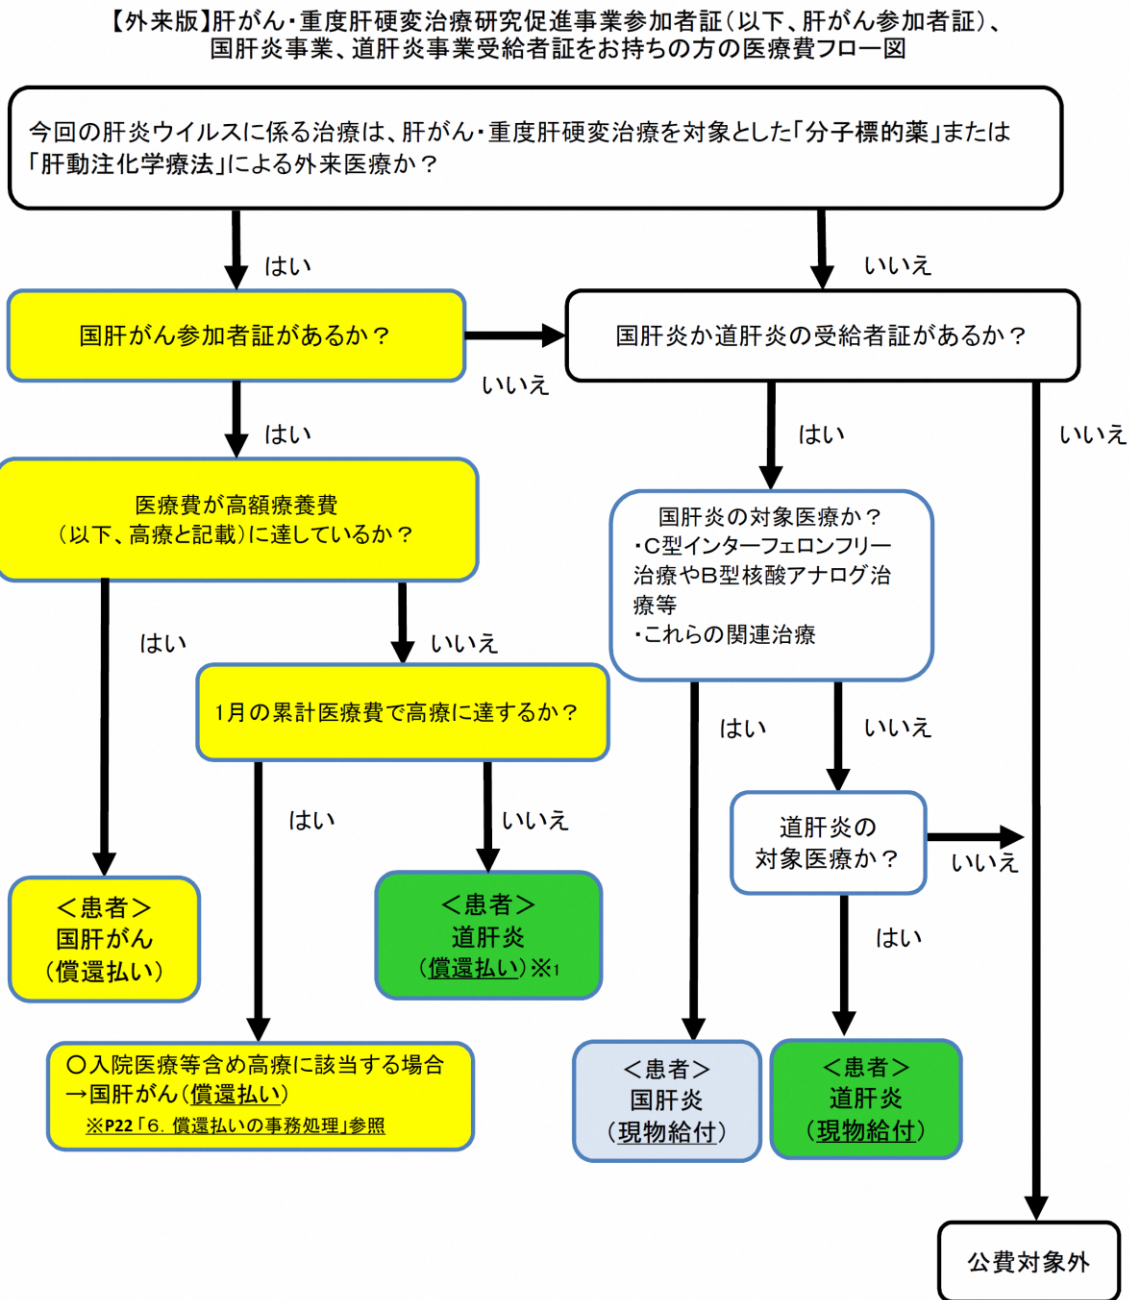 【外来版】肝がん・重度肝硬変治療研究促進事業参加者証(以下、肝がん参加者証)、
国肝炎事業、道肝炎事業受給者証をお持ちの方の医療費フロー図
今回の肝炎ウイルスに係る治療は、肝がん・重度肝硬変治療を対象とした「分子標的薬」または
「肝動注化学療法」による外来医療か？
はい
いいえ
国肝がん参加者証があるか？
いいえ
国肝炎か道肝炎の受給者証があるか？
はい
はい
いいえ
医療費が高額療養費
(以下、高療と記載)に達しているか？
国肝炎の対象医療か？
・C型インターフェロンフリー
治療やB型核酸アナログ治
療等
・これらの関連治療
はい
いいえ
1月の累計医療費で高療に達するか？
はい
いいえ
はい
いいえ
道肝炎の
対象医療か？
いいえ
はい
＜患者＞
国肝がん
(償還払い)
＜患者＞
道肝炎
(償還払い)※1
〇入院医療等含め高療に該当する場合
→国肝がん(償還払い)
※P22「6. 償還払いの事務処理」参照
＜患者＞
国肝炎
(現物給付)
＜患者＞
道肝炎
(現物給付)
公費対象外